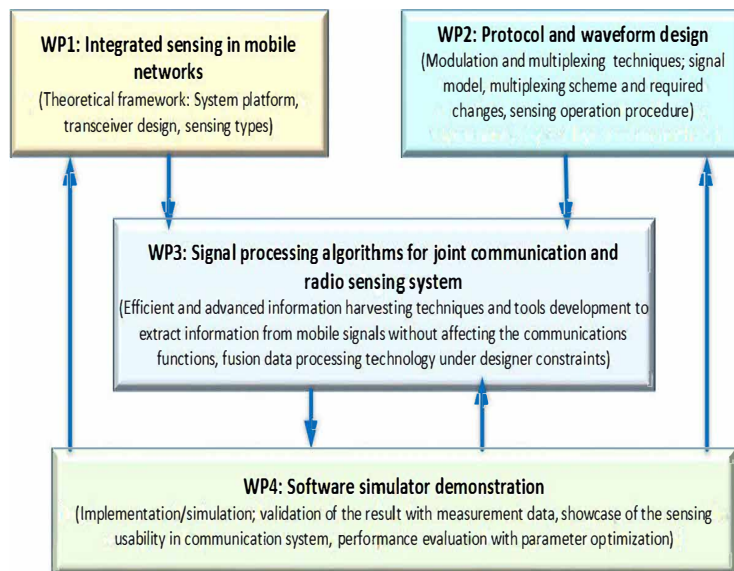 WP1: Integrated sensing in mobile
networks
(Theoretical framework: System platform,
transceiver design, sensing types)
WP2: Protocol and waveform design
(Modulation and multiplexing techniques; signal
model, multiplexing scheme and required
changes, sensing operation procedure)
WP3: Signal processing algorithms for joint communication and
radio sensing system
(Efficient and advanced information harvesting techniques and tools development to
extract information from mobile signals without affecting the communications
functions, fusion data processing technology under designer constraints)
WP4: Software simulator demonstration
(Implementation/simulation; validation of the result with measurement data, showcase of the sensing
usability in communication system, performance evaluation with parameter optimization)